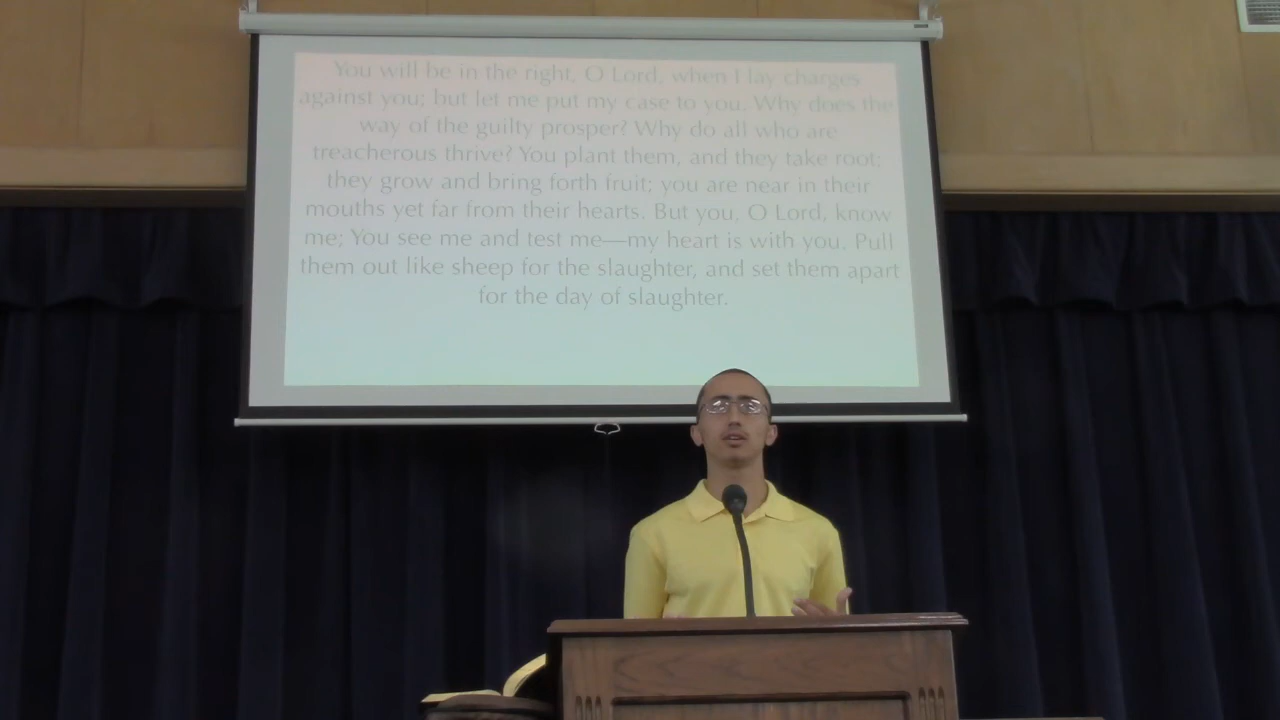 You will be in the right, O Lord, when I lay charges
against you; but let me put my case to you. Why does the
way of the guilty prosper? Why do all who are
treacherous thrive? You plant them, and they take root;
they grow and bring forth fruit; you are near in their
mouths yet far from their hearts. But you, O Lord, know
me; You see me and test me—my heart is with you. Pull
them out like sheep for the slaughter, and set them apart
for the day of slaughter.